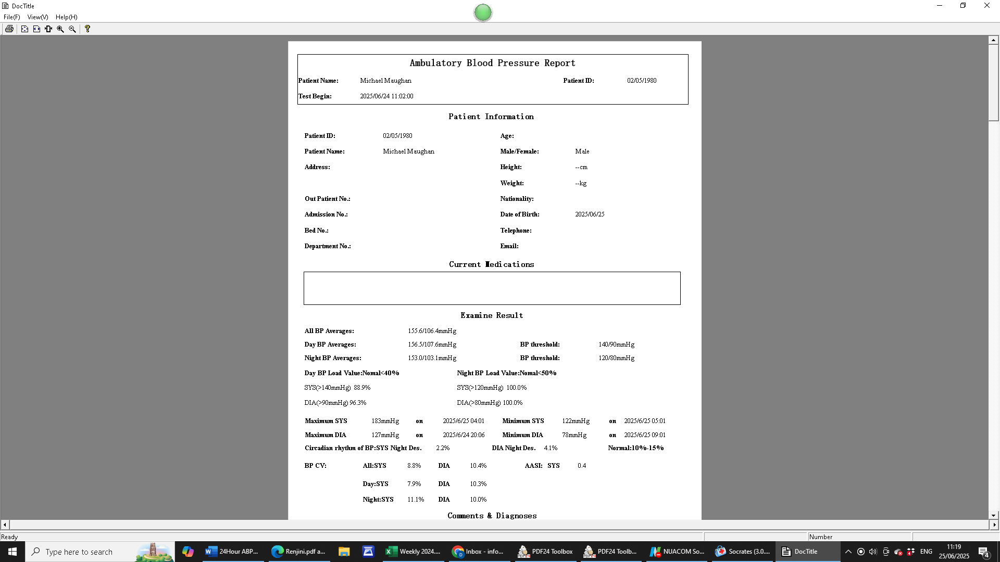 DocTitle
File(F) View(V) Help(H)
Ambulatory Blood Pressure Report
Patient Name: Michael Maughan Patient ID: 02/05/1980
Test Begin: 2025/06/24 11:02:00
Patient Information
Patient ID: 02/05/1980 Age:
Patient Name: Michael Maughan Male/Female: Male
Address: Height: --cm
Weight: --kg
Out Patient No.: Nationality:
Admission No.: Date of Birth: 2025/06/25
Bed No.: Telephone:
Department No.: Email:
Current Medications
Examine Result
All BP Averages: 155.6/106.4mmHg
Day BP Averages: 156.5/107.6mmHg BP threshold: 140/90mmHg
Night BP Averages: 153.0/103.1mmHg BP threshold: 120/80mmHg
Day BP Load Value:Nomal<40% Night BP Load Value:Nomal<50%
SYS(>140mmHg) 88.9% SYS(>120mmHg) 100.0%
DIA(>90mmHg) 96.3% DIA(>80mmHg) 100.0%
Maximum SYS 183mmHg on 2025/6/25 04:01 Minimum SYS 122mmHg on 2025/6/25 05:01
Maximum DIA 127mmHg on 2025/6/24 20:06 Minimum DIA 78mmHg on 2025/6/25 09:01
Circadian rhythm of BP:SYS Night Des. 2.2% DIA Night Des. 4.1% Normal:10%-15%
BP CV: All:SYS 8.8% DIA 10.4% AASI: SYS 0.4
Day:SYS 7.9% DIA 10.3%
Night:SYS 11.1% DIA 10.0%
Comments & Diagnoses
Ready Number
Type here to search 24Hour ABP... Renjini.pdf a... Weekly 2024.... Inbox - info... PDF24 Toolbox PDF24 Toolb... NUACOM So... Socrates (3.0.... DocTitle ENG 11:19
25/06/2025 4